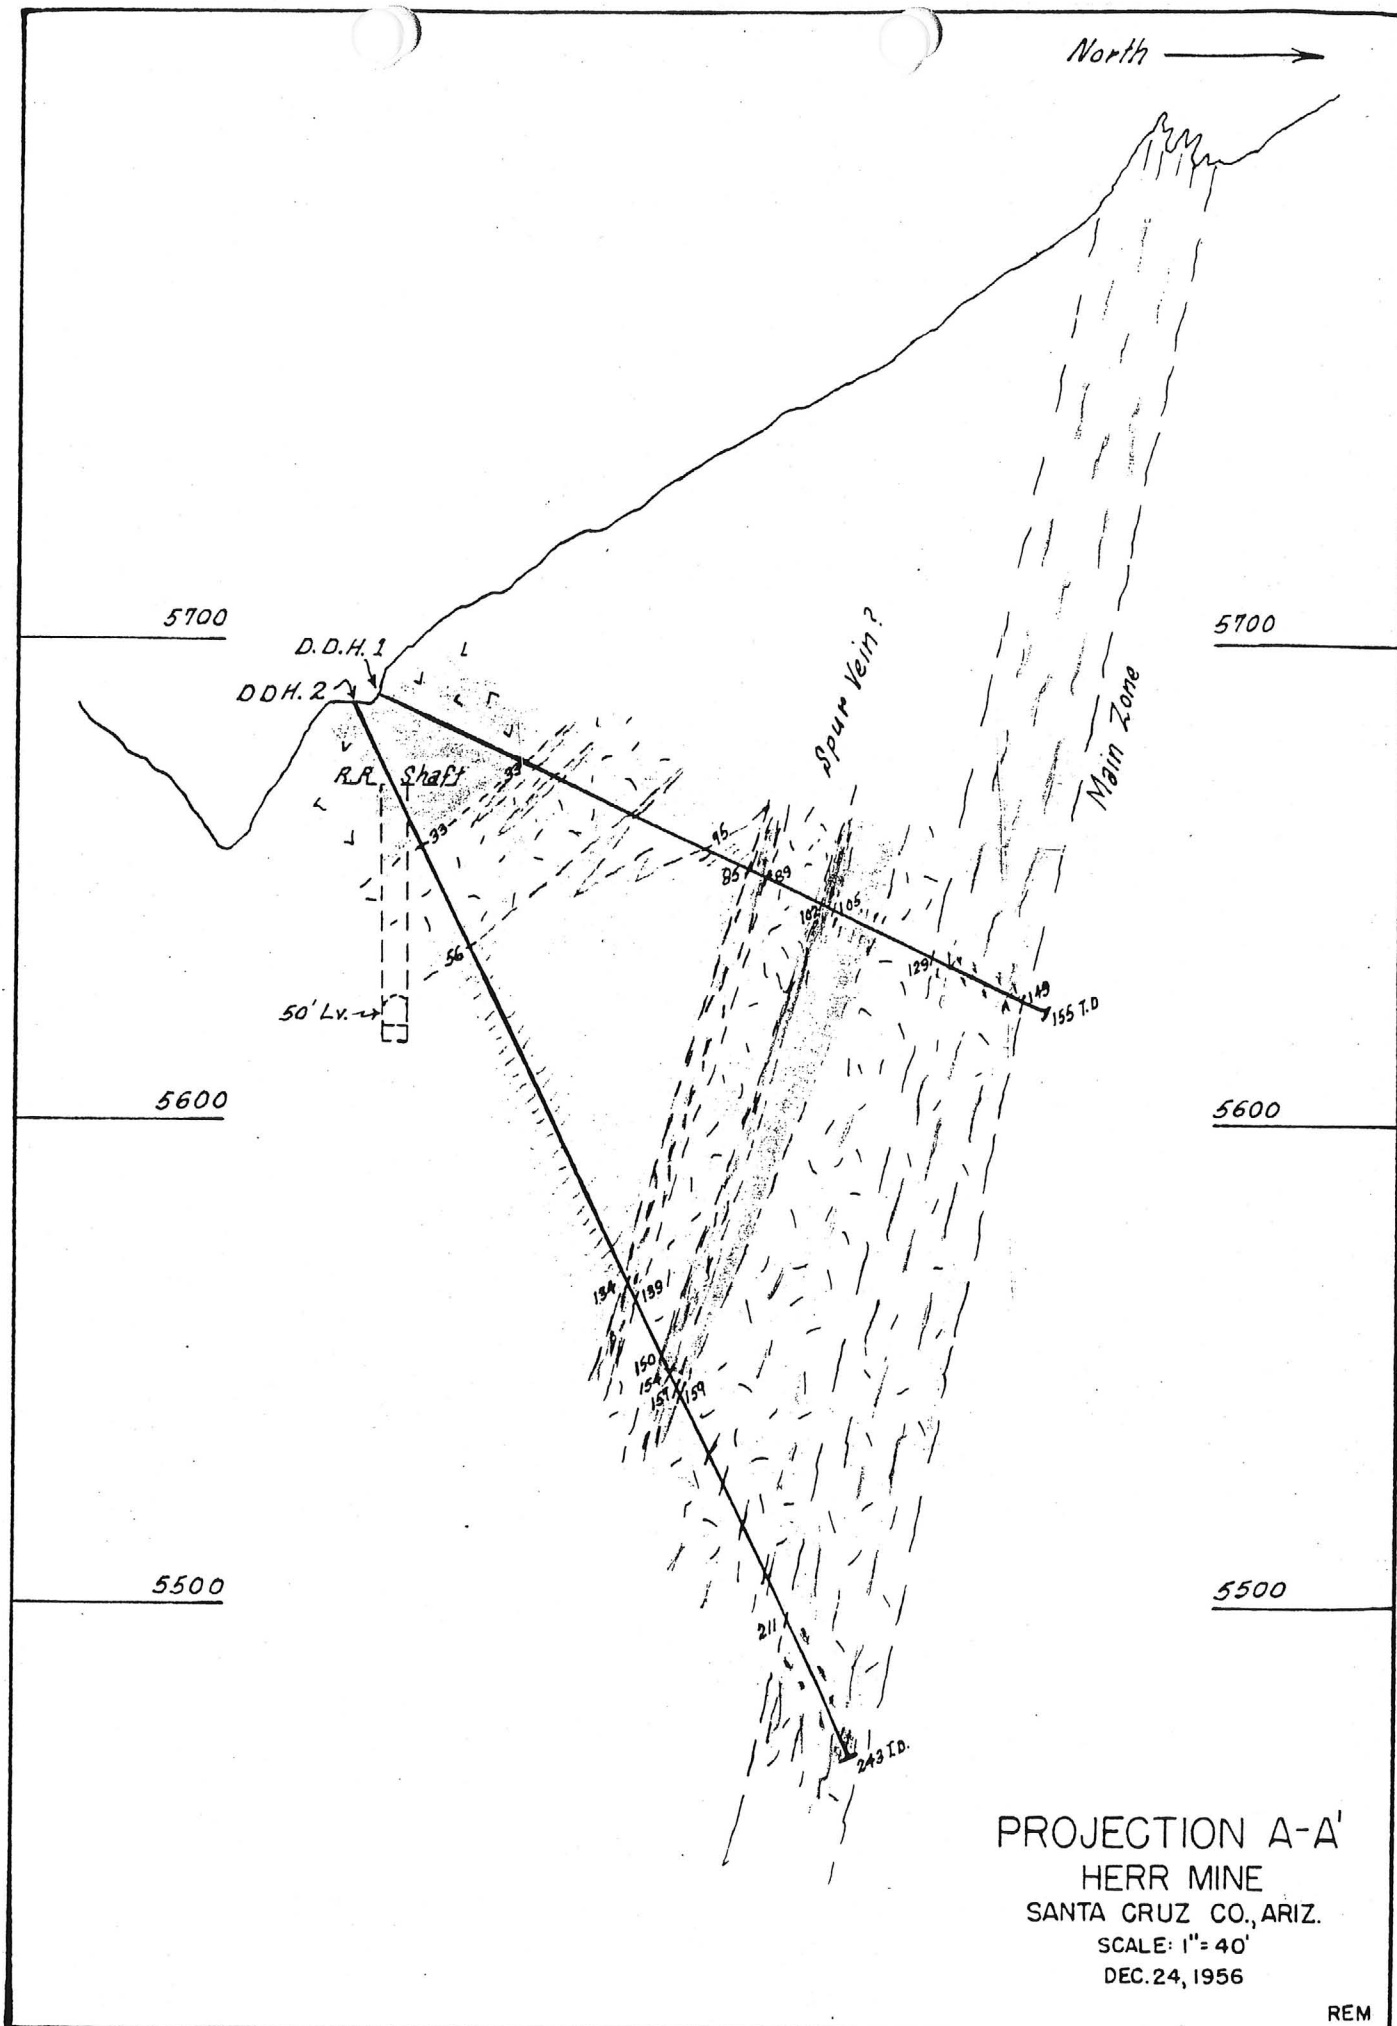 North
5700
5700
D.D.H. 1
DDH. 2
Spur Vein?
Main Zone
R.R. Shaft
33
33
95
85
89
102
105
56
129
149
155 T.D
50' Lv.
5600
5600
134
139
150
154
157
159
5500
5500
211
243 T.D.
PROJECTION A-A'
HERR MINE
SANTA CRUZ CO., ARIZ.
SCALE: 1"= 40'
DEC. 24, 1956
REM